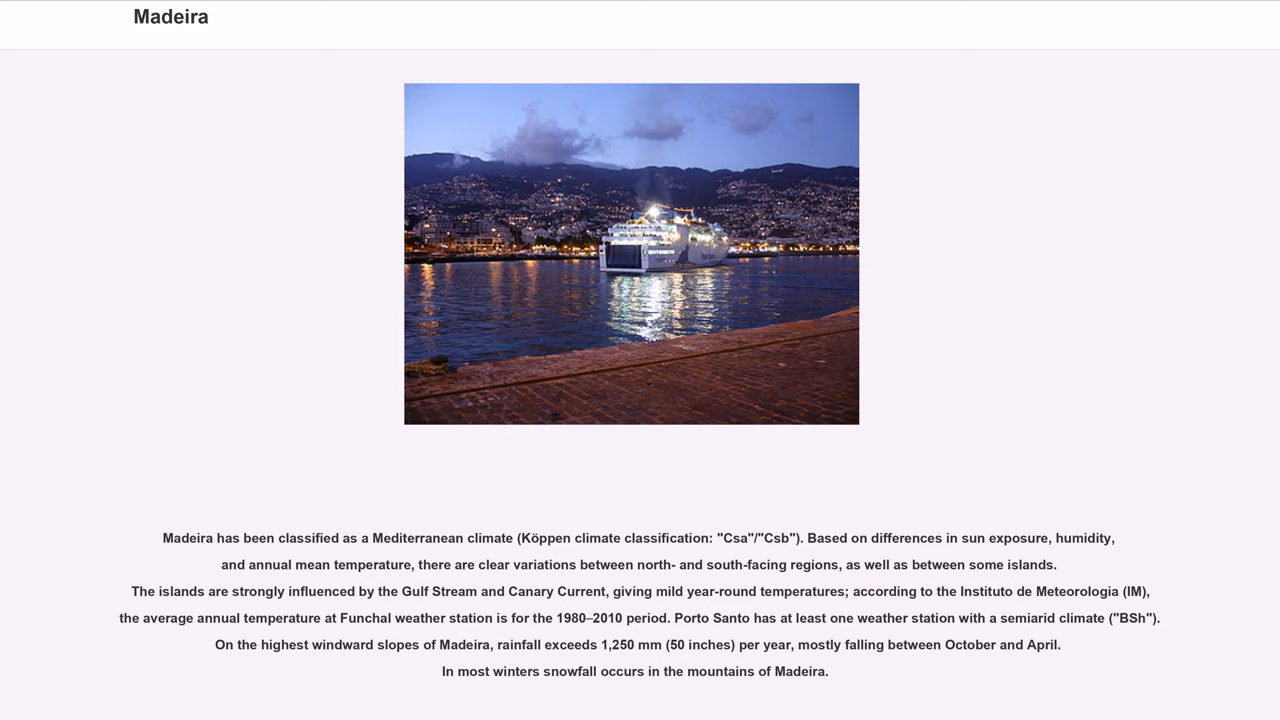 Madeira
Madeira has been classified as a Mediterranean climate (Köppen climate classification: "Csa"/"Csb"). Based on differences in sun exposure, humidity,
and annual mean temperature, there are clear variations between north- and south-facing regions, as well as between some islands.
The islands are strongly influenced by the Gulf Stream and Canary Current, giving mild year-round temperatures; according to the Instituto de Meteorologia (IM),
the average annual temperature at Funchal weather station is for the 1980–2010 period. Porto Santo has at least one weather station with a semiarid climate ("BSh").
On the highest windward slopes of Madeira, rainfall exceeds 1,250 mm (50 inches) per year, mostly falling between October and April.
In most winters snowfall occurs in the mountains of Madeira.